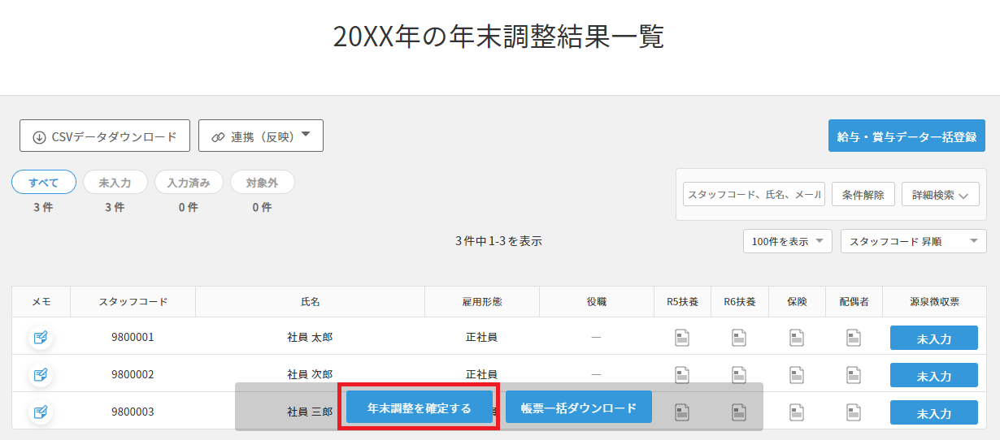 20XX年の年末調整結果一覧
CSVデータダウンロード 連携（反映） 給与・賞与データ一括登録
すべて 未入力 入力済み 対象外
3 件 3 件 0 件 0 件
スタッフコード、氏名、メール 条件解除 詳細検索
3 件中 1-3 を表示 100件を表示 スタッフコード 昇順
メモ スタッフコード 氏名 雇用形態 役職 R5扶養 R6扶養 保険 配偶者 源泉徴収票
9800001 社員 太郎 正社員 — 未入力
9800002 社員 次郎 正社員 — 未入力
9800003 社員 三郎 年末調整を確定する 員 帳票一括ダウンロード 未入力